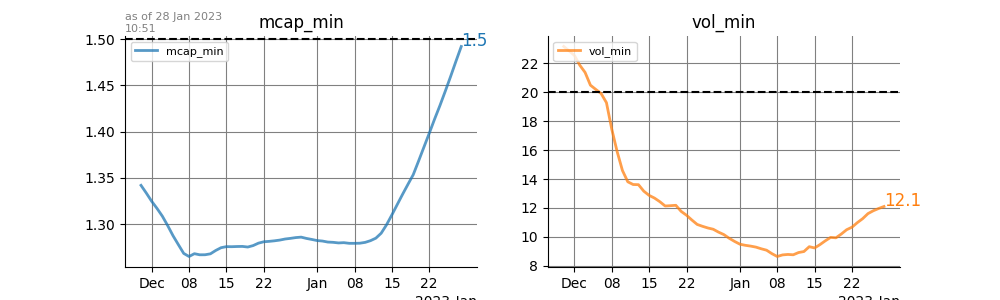 as of 28 Jan 2023
10:51
mcap_min
1.5
mcap_min
1.50
1.45
1.40
1.35
1.30
Dec 08 15 22 Jan 08 15 22
2023-Jan
vol_min
vol_min
12.1
22
20
18
16
14
12
10
8
Dec 08 15 22 Jan 08 15 22
2023-Jan